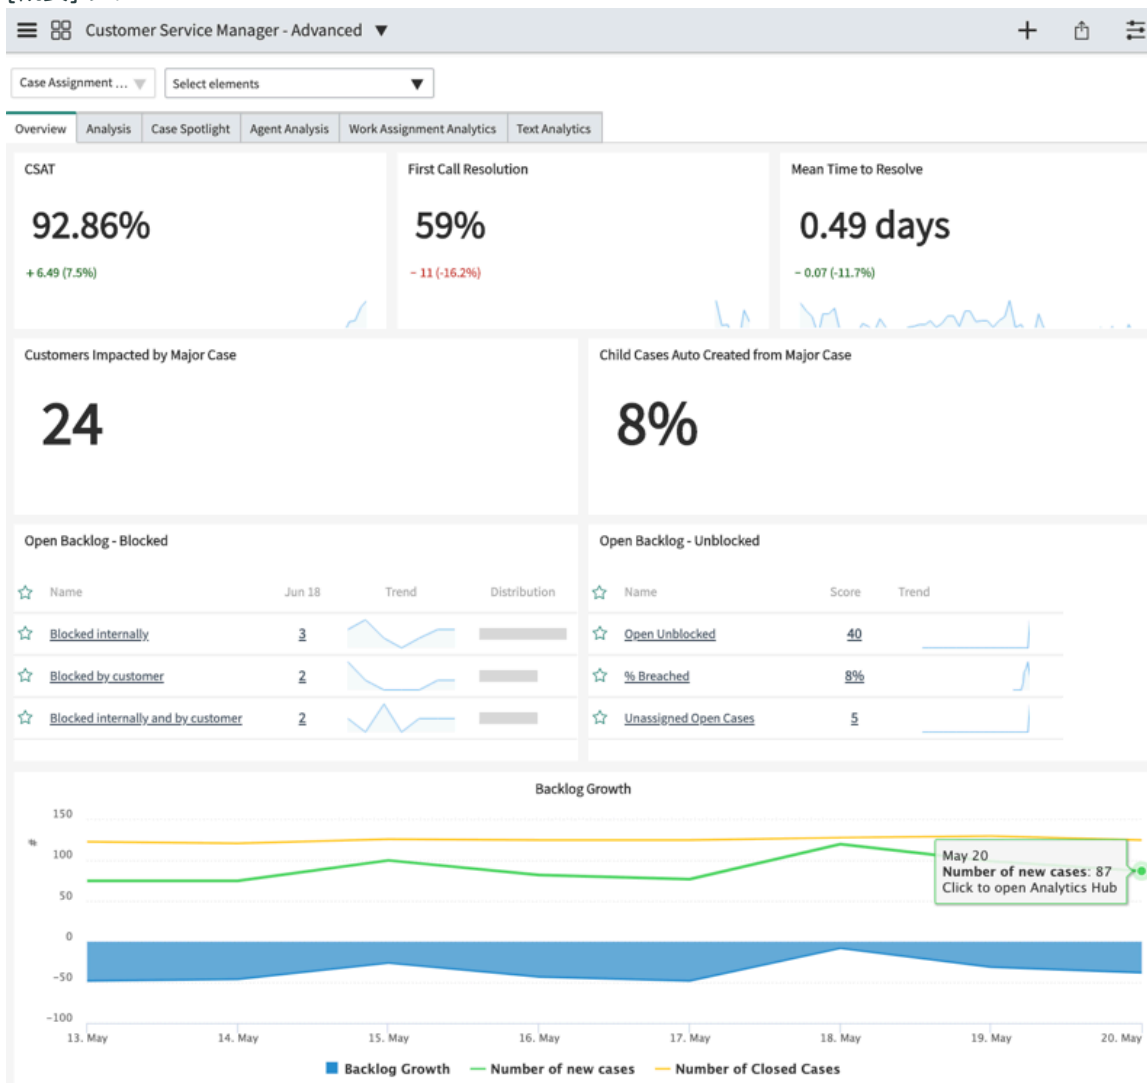 Customer Service Manager - Advanced
Case Assignment ...
Select elements
Overview Analysis Case Spotlight Agent Analysis Work Assignment Analytics Text Analytics
CSAT First Call Resolution Mean Time to Resolve
92.86% 59% 0.49 days
+ 6.49 (7.5%) − 11 (-16.2%) − 0.07 (-11.7%)
Customers Impacted by Major Case Child Cases Auto Created from Major Case
24 8%
Open Backlog - Blocked
Name Jun 18 Trend Distribution
Blocked internally 3
Blocked by customer 2
Blocked internally and by customer 2
Open Backlog - Unblocked
Name Score Trend
Open Unblocked 40
% Breached 8%
Unassigned Open Cases 5
Backlog Growth
#
150
100
50
0
−50
−100
May 20
Number of new cases: 87
Click to open Analytics Hub
13. May 14. May 15. May 16. May 17. May 18. May 19. May 20. May
Backlog Growth Number of new cases Number of Closed Cases